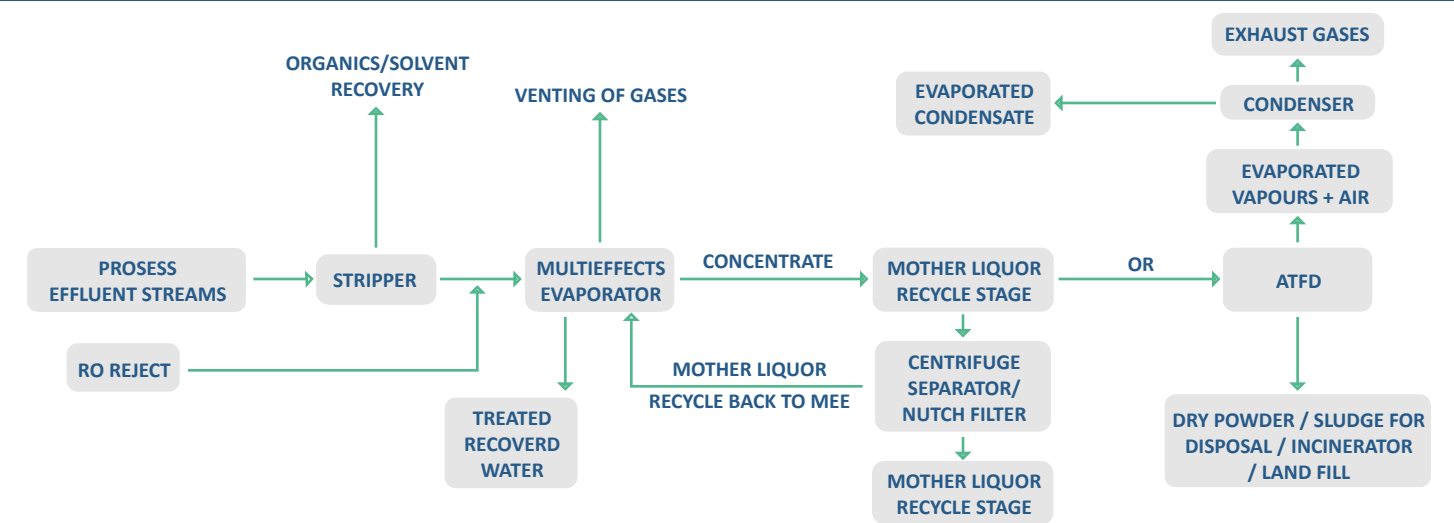 EXHAUST GASES
ORGANICS/SOLVENT
RECOVERY
VENTING OF GASES
EVAPORATED
CONDENSATE
CONDENSER
EVAPORATED
VAPOURS + AIR
PROSESS
EFFLUENT STREAMS
STRIPPER
MULTIEFFECTS
EVAPORATOR
CONCENTRATE
MOTHER LIQUOR
RECYCLE STAGE
OR
ATFD
RO REJECT
MOTHER LIQUOR
RECYCLE BACK TO MEE
CENTRIFUGE
SEPARATOR/
NUTCH FILTER
TREATED
RECOVERD
WATER
DRY POWDER / SLUDGE FOR
DISPOSAL / INCINERATOR
/ LAND FILL
MOTHER LIQUOR
RECYCLE STAGE